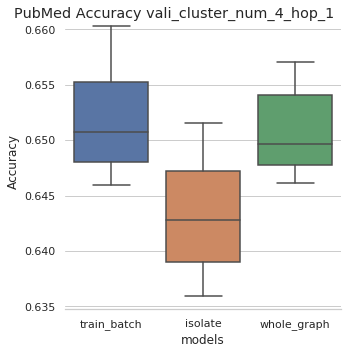 PubMed Accuracy vali_cluster_num_4_hop_1
0.660
0.655
0.650
0.645
0.640
0.635
Accuracy
train_batch isolate whole_graph
models